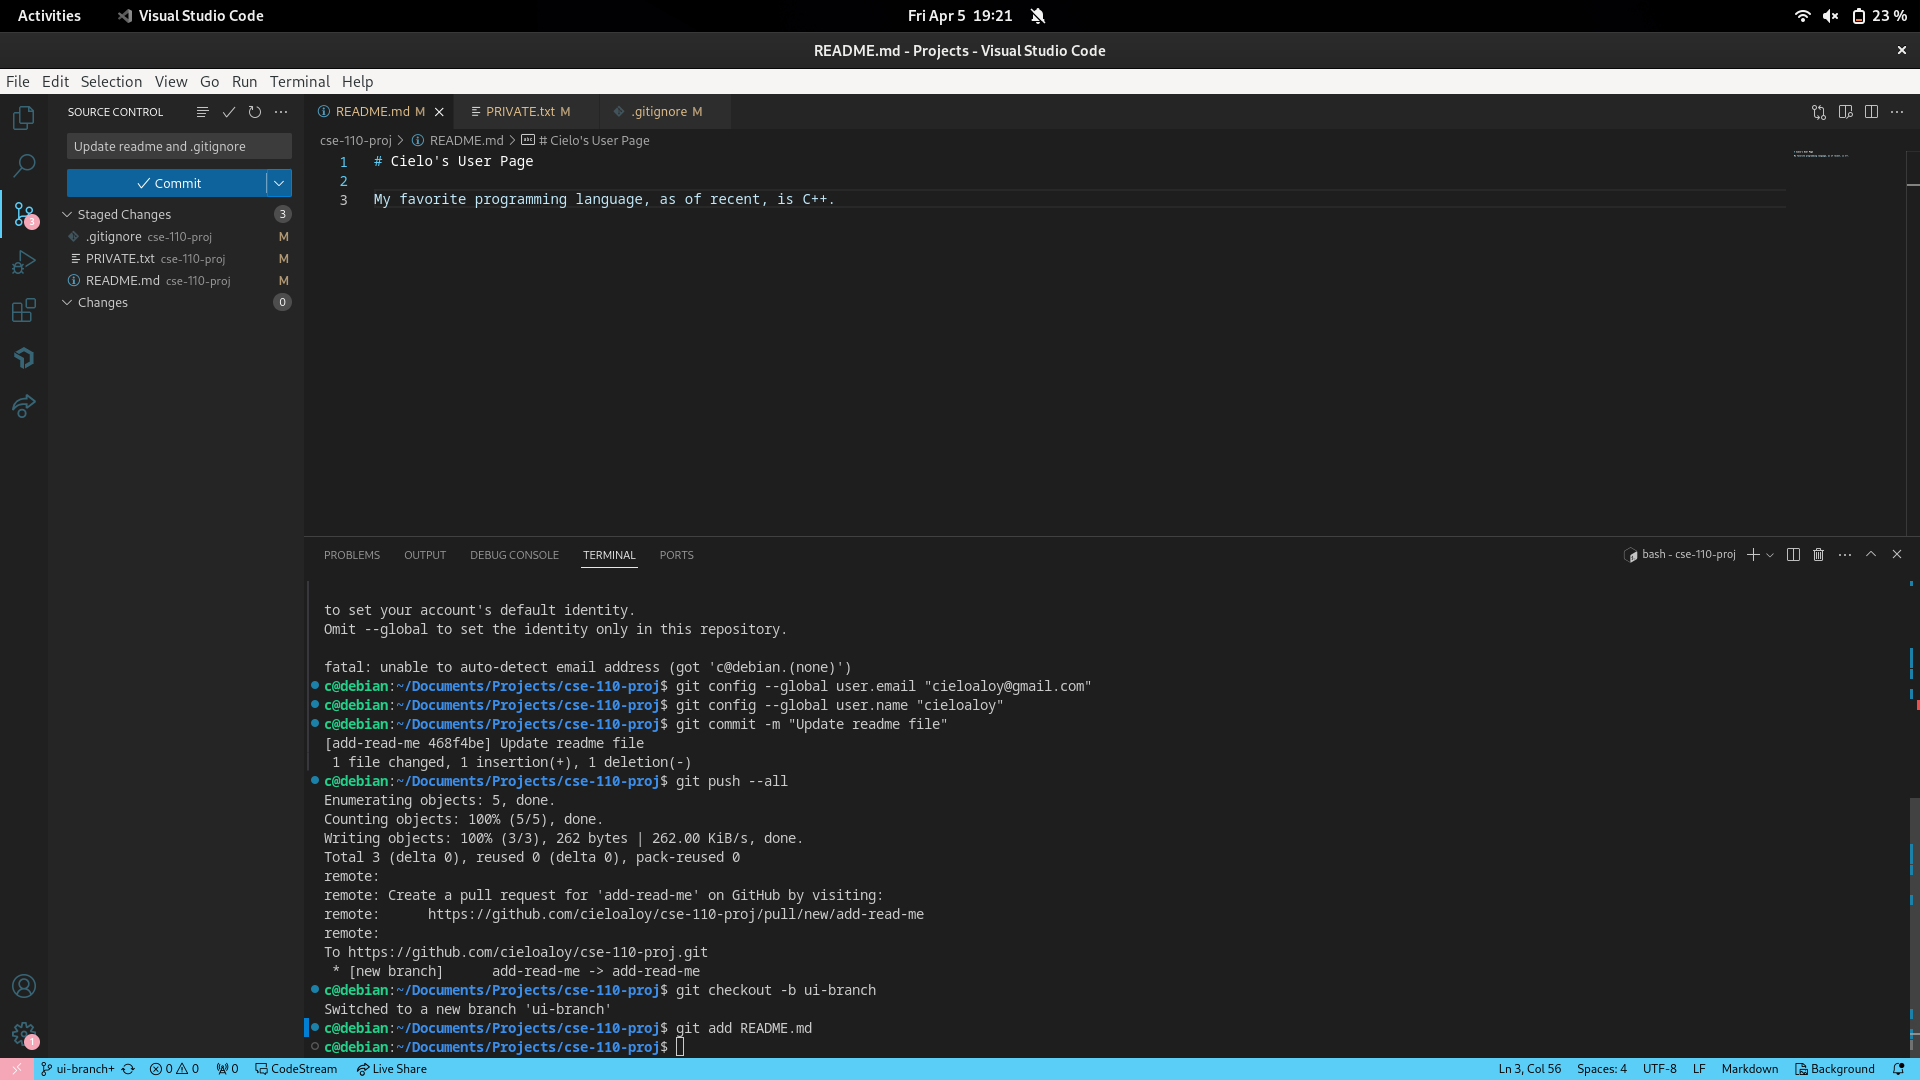 Activities
Visual Studio Code
Fri Apr 5 19:21
23 %
README.md - Projects - Visual Studio Code
File Edit Selection View Go Run Terminal Help
SOURCE CONTROL
README.md M
PRIVATE.txt M
.gitignore M
Update readme and .gitignore
cse-110-proj > README.md > # Cielo's User Page
Commit
Staged Changes 3
.gitignore cse-110-proj M
PRIVATE.txt cse-110-proj M
README.md cse-110-proj M
Changes 0
3
1
1 # Cielo's User Page
2
3 My favorite programming language, as of recent, is C++.
PROBLEMS OUTPUT DEBUG CONSOLE TERMINAL PORTS
bash - cse-110-proj
to set your account's default identity.
Omit --global to set the identity only in this repository.
fatal: unable to auto-detect email address (got 'c@debian.(none)')
c@debian:~/Documents/Projects/cse-110-proj$ git config --global user.email "cieloaloy@gmail.com"
c@debian:~/Documents/Projects/cse-110-proj$ git config --global user.name "cieloaloy"
c@debian:~/Documents/Projects/cse-110-proj$ git commit -m "Update readme file"
[add-read-me 468f4be] Update readme file
1 file changed, 1 insertion(+), 1 deletion(-)
c@debian:~/Documents/Projects/cse-110-proj$ git push --all
Enumerating objects: 5, done.
Counting objects: 100% (5/5), done.
Writing objects: 100% (3/3), 262 bytes | 262.00 KiB/s, done.
Total 3 (delta 0), reused 0 (delta 0), pack-reused 0
remote:
remote: Create a pull request for 'add-read-me' on GitHub by visiting:
remote: https://github.com/cieloaloy/cse-110-proj/pull/new/add-read-me
remote:
To https://github.com/cieloaloy/cse-110-proj.git
* [new branch] add-read-me -> add-read-me
c@debian:~/Documents/Projects/cse-110-proj$ git checkout -b ui-branch
Switched to a new branch 'ui-branch'
c@debian:~/Documents/Projects/cse-110-proj$ git add README.md
c@debian:~/Documents/Projects/cse-110-proj$
ui-branch+ 0 0 0 CodeStream Live Share
Ln 3, Col 56 Spaces: 4 UTF-8 LF Markdown Background